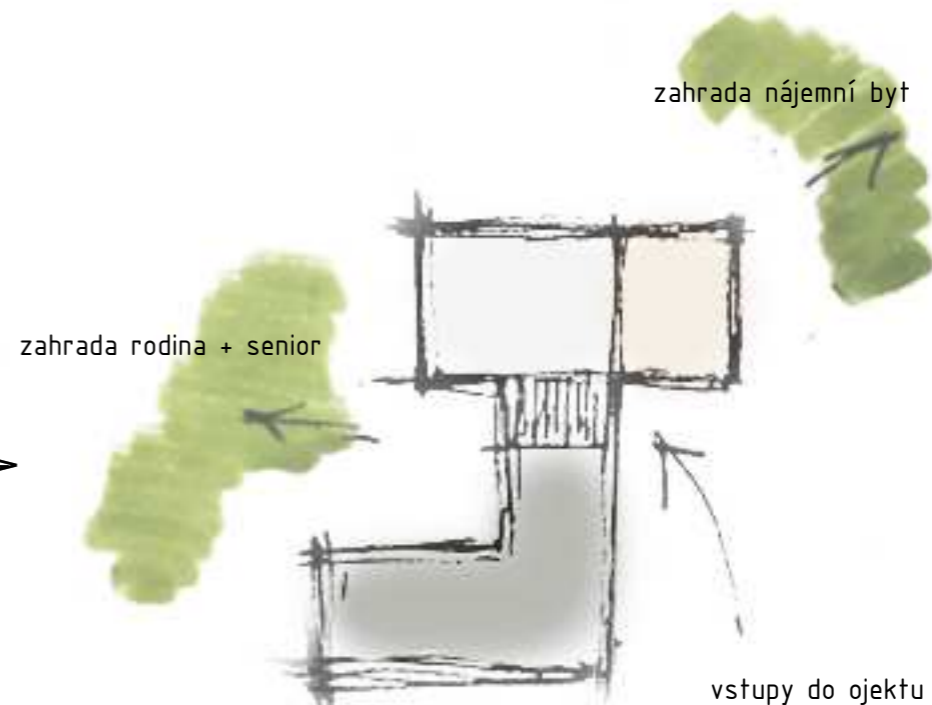 zahrada nájemní byt
zahrada rodina + senior
vstupy do ojektu